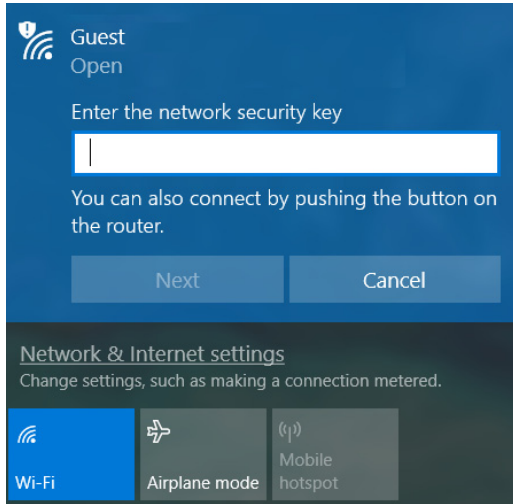 Guest
Open
Enter the network security key
You can also connect by pushing the button on
the router.
Next
Cancel
Network & Internet settings
Change settings, such as making a connection metered.
Wi-Fi
Airplane mode
Mobile
hotspot